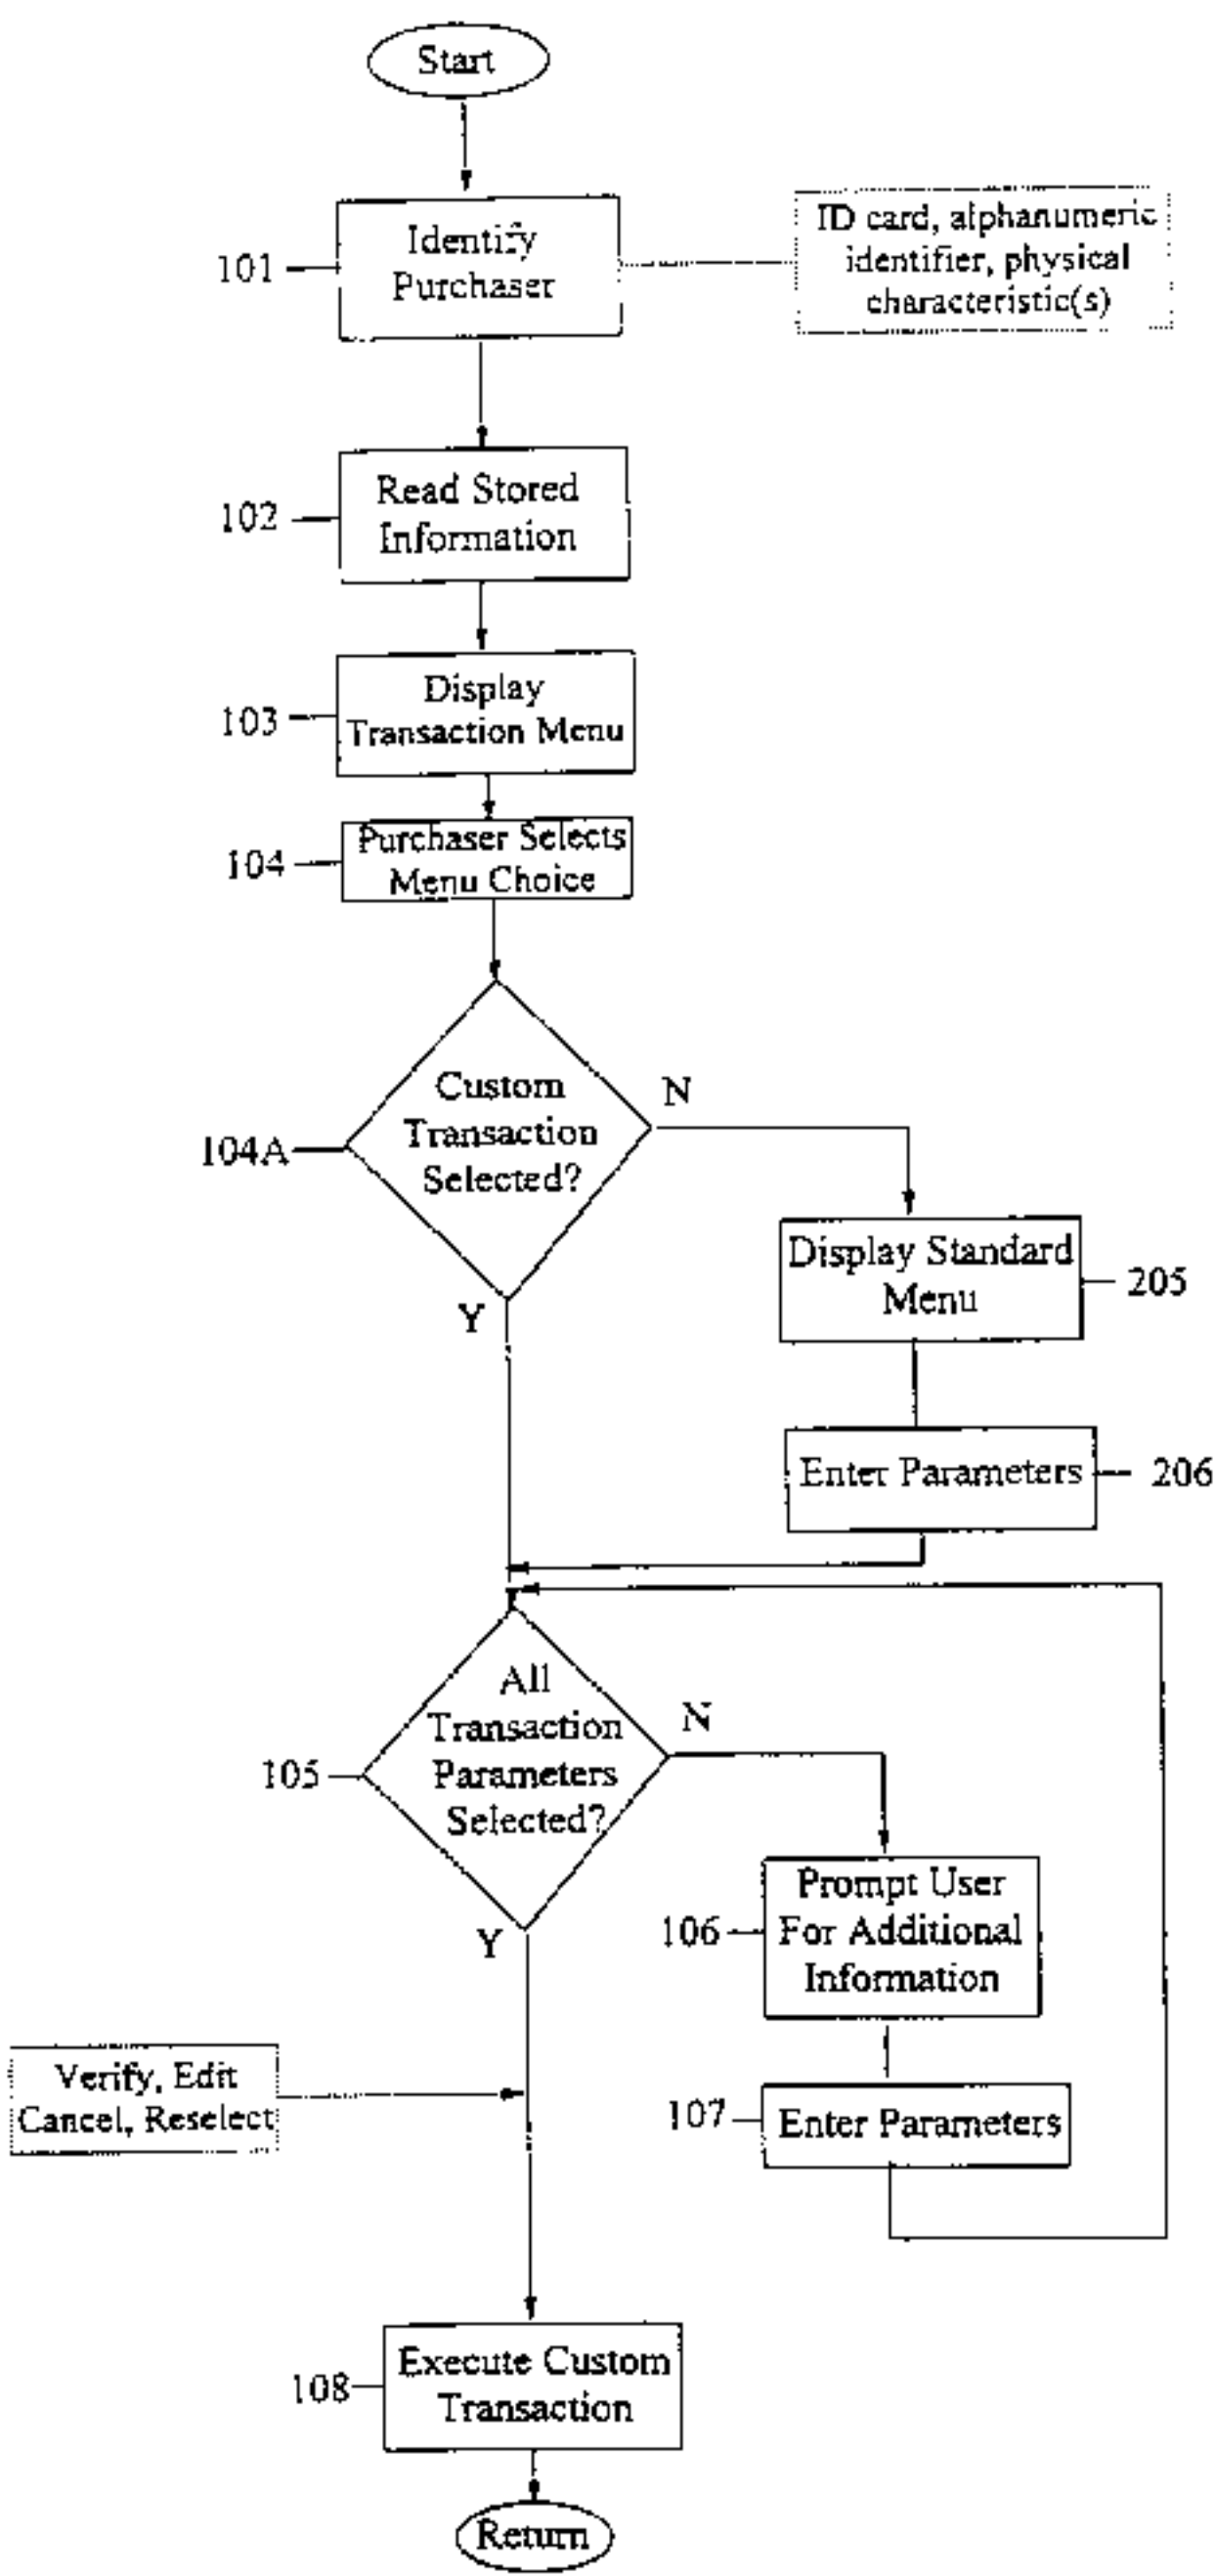 Start
101
Identify
Purchaser
ID card, alphanumeric
identifier, physical
characteristic(s)
102
Read Stored
Information
103
Display
Transaction Menu
104
Purchaser Selects
Menu Choice
104A
Custom
Transaction
Selected?
N
Y
Display Standard
Menu
205
Enter Parameters
206
105
All
Transaction
Parameters
Selected?
N
Y
106
Prompt User
For Additional
Information
107
Enter Parameters
Verify, Edit
Cancel, Reselect
108
Execute Custom
Transaction
Return